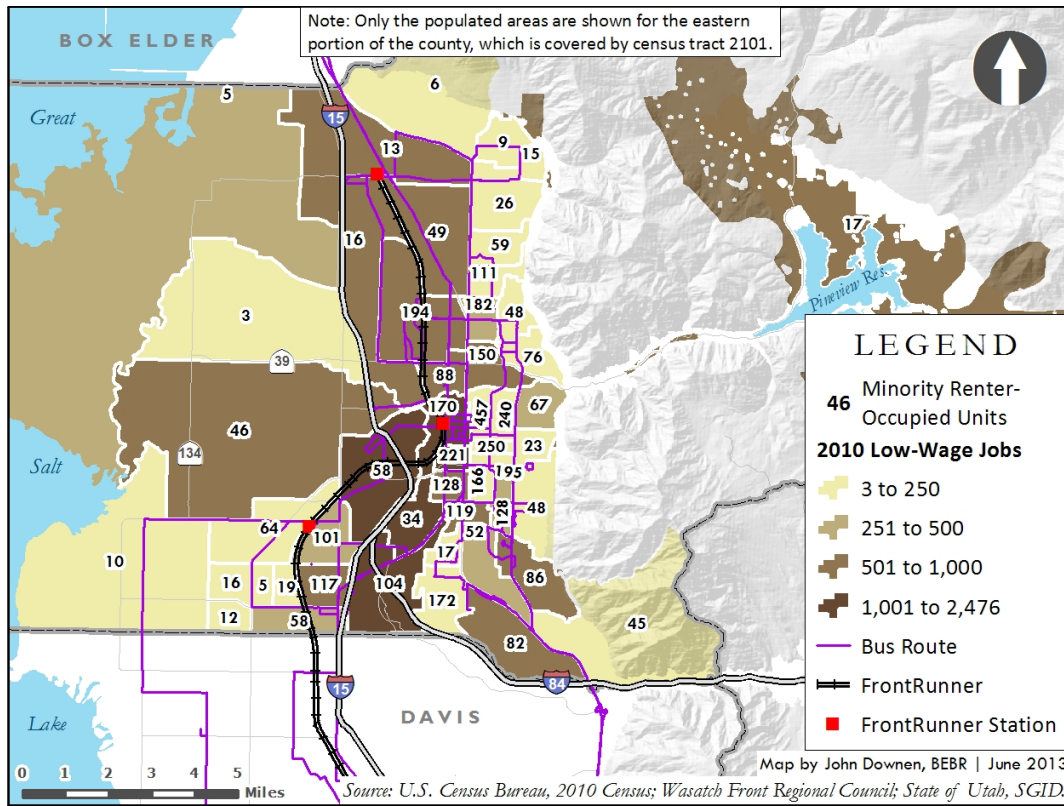 Note: Only the populated areas are shown for the eastern
portion of the county, which is covered by census tract 2101.
BOX ELDER
Great
Salt
Lake
DAVIS
Pineview Res.
5
6
15
13
9
15
26
16
49
59
111
3
194
182
48
17
39
150
76
88
170
457
240
67
46
134
221
250
23
58
128
166
195
64
101
34
119
128
48
52
10
17
16
5
19
117
104
86
172
12
58
82
45
15
84
LEGEND
46 Minority Renter-
Occupied Units
2010 Low-Wage Jobs
3 to 250
251 to 500
501 to 1,000
1,001 to 2,476
Bus Route
FrontRunner
FrontRunner Station
0 1 2 3 4 5
Miles
Map by John Downen, BEBR | June 2013
Source: U.S. Census Bureau, 2010 Census; Wasatch Front Regional Council; State of Utah, SGID